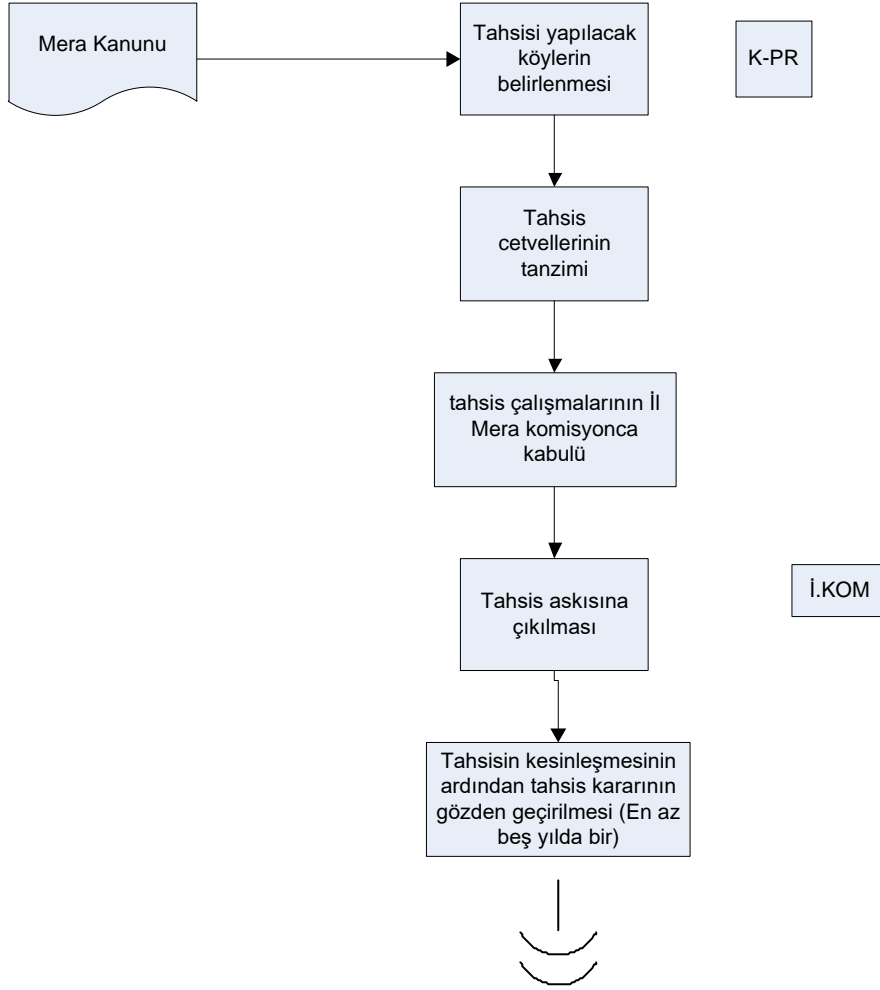 Mera Kanunu
Tahsisi yapılacak
köylerin
belirlenmesi
K-PR
Tahsis
cetvellerinin
tanzimi
tahsis çalışmalarının İl
Mera komisyonca
kabulü
Tahsis askısına
çıkılması
İ.KOM
Tahsisin kesinleşmesinin
ardından tahsis kararının
gözden geçirilmesi (En az
beş yılda bir)